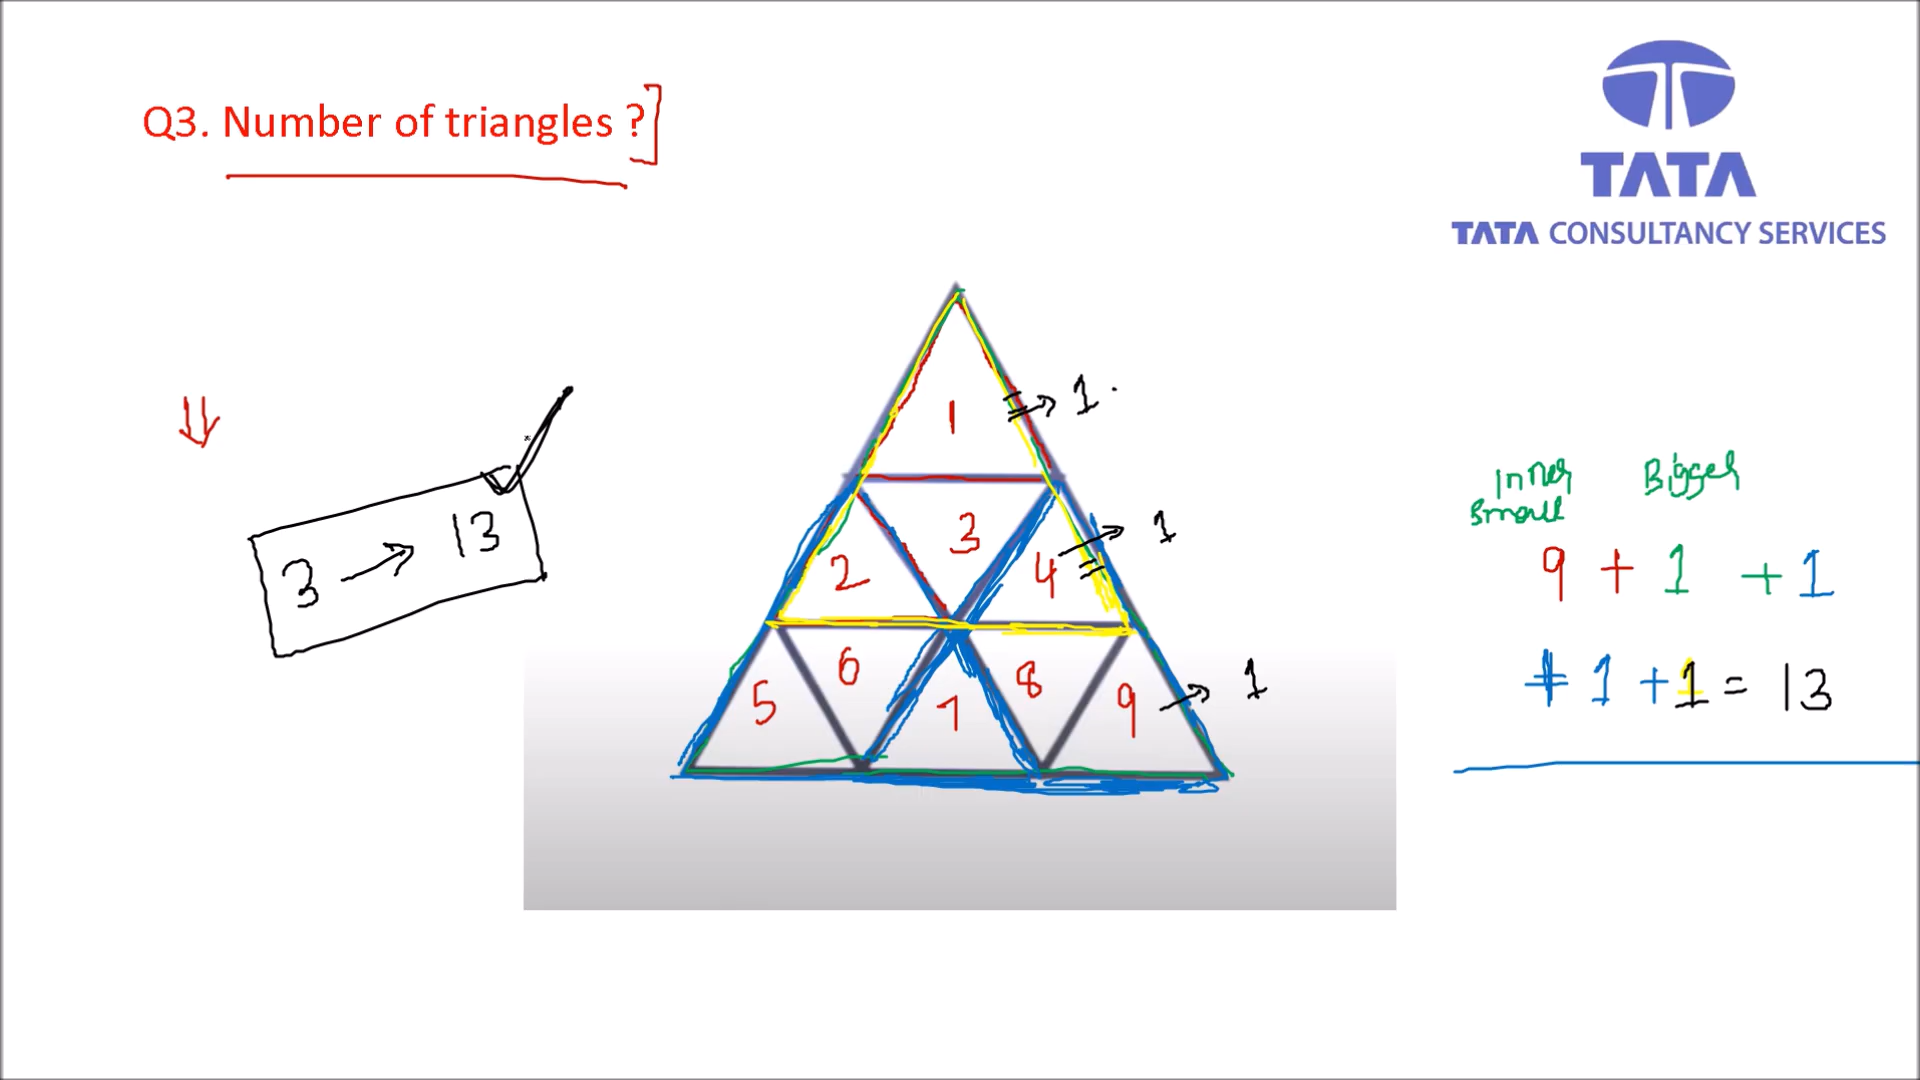 Q3. Number of triangles ?]
TATA
TATA CONSULTANCY SERVICES
1
1
1
2
3
4
5
6
7
8
9
1
1
3 → 13
Inner Bigger
Small
9 + 1 + 1
1 + 1 = 13